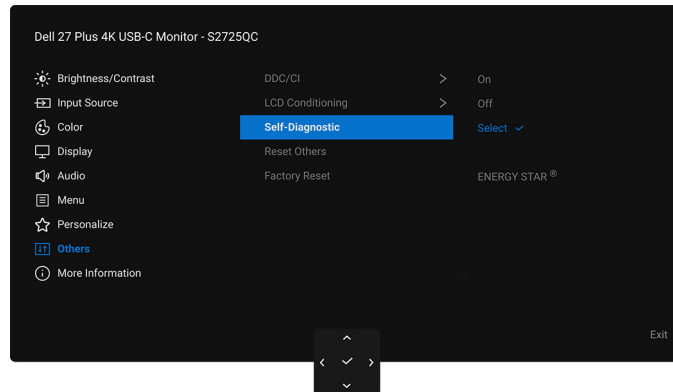 Dell 27 Plus 4K USB-C Monitor - S2725QC
Brightness/Contrast
Input Source
Color
Display
Audio
Menu
Personalize
Others
More Information
DDC/CI
LCD Conditioning
Self-Diagnostic
Reset Others
Factory Reset
On
Off
Select
ENERGY STAR ®
Exit